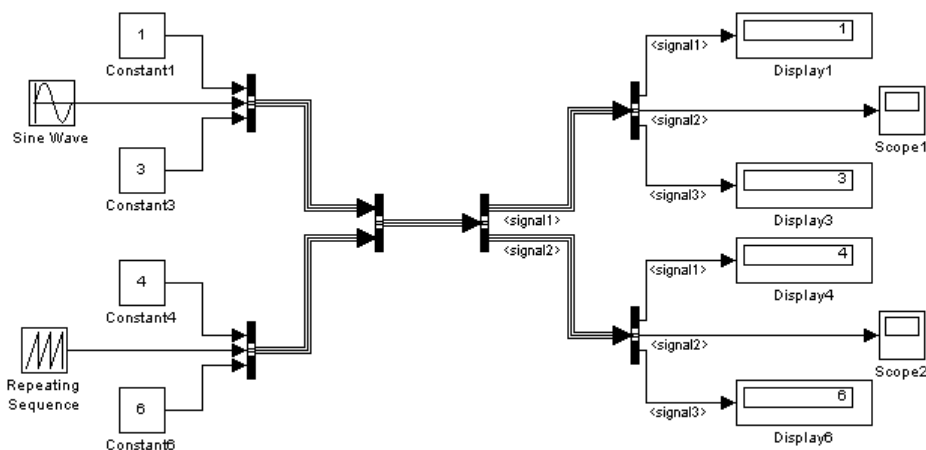 1
Constant1
Sine Wave
3
Constant3
4
Constant4
Repeating
Sequence
6
Constant6
<signal1>
<signal2>
<signal1>
1
Display1
<signal2>
Scope1
<signal3>
3
Display3
<signal1>
4
Display4
<signal2>
Scope2
<signal3>
6
Display6